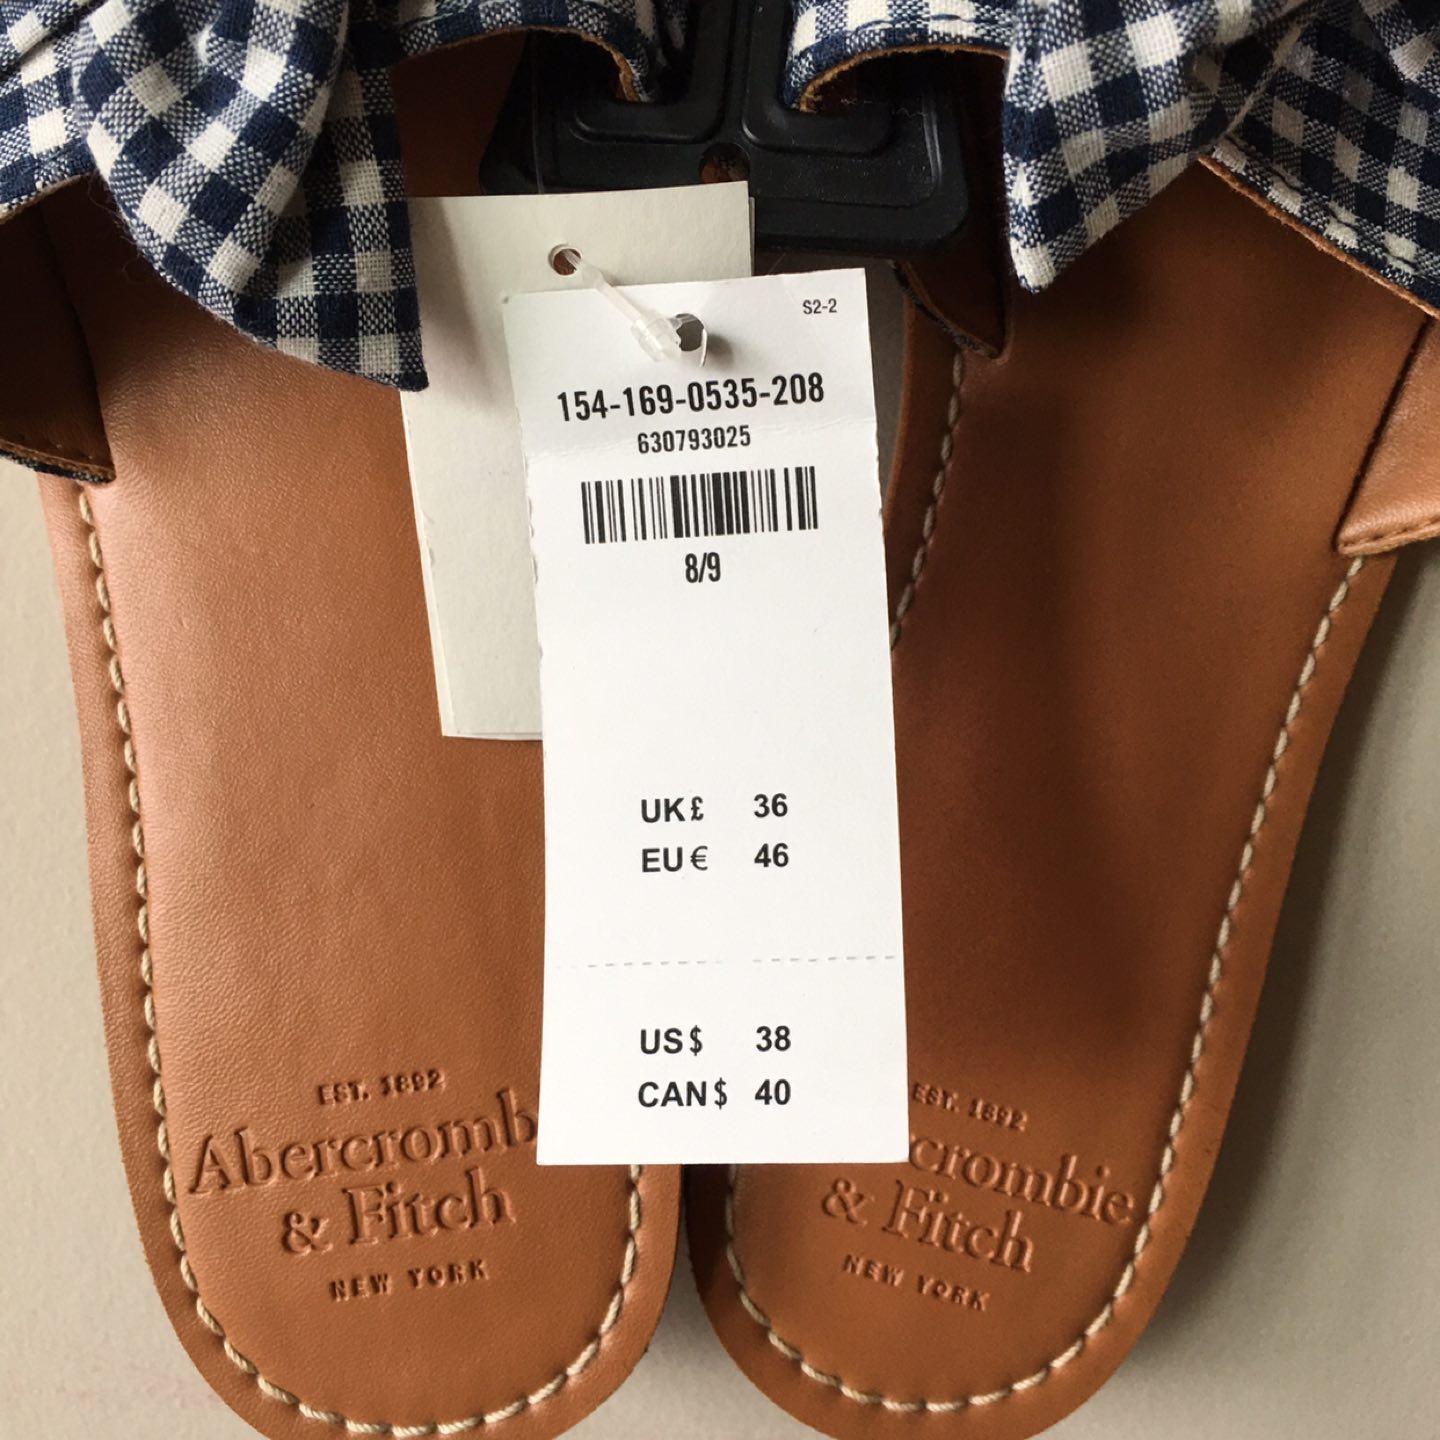 S2-2
154-169-0535-208
630793025
8/9
UK£ 36
EU€ 46
US$ 38
CAN$ 40
EST. 1892
Abercromb
& Fitch
NEW YORK
EST. 1892
crombie
& Fitch
NEW YORK